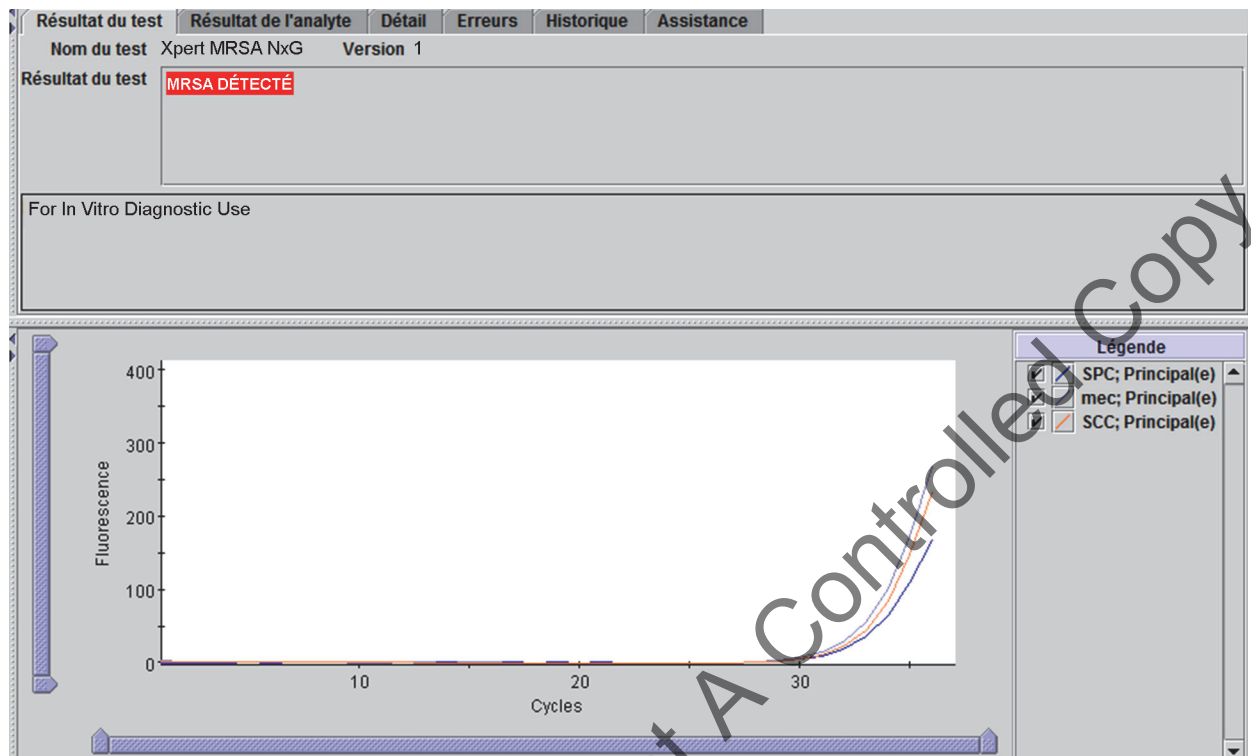 Résultat du test Résultat de l'analyte Détail Erreurs Historique Assistance
Nom du test Xpert MRSA NxG Version 1
Résultat du test MRSA DÉTECTÉ
For In Vitro Diagnostic Use
Légende
SPC; Principal(e)
mec; Principal(e)
SCC; Principal(e)
400
300
200
100
0
Fluorescence
10 20 30
Cycles
A Controlled Copy